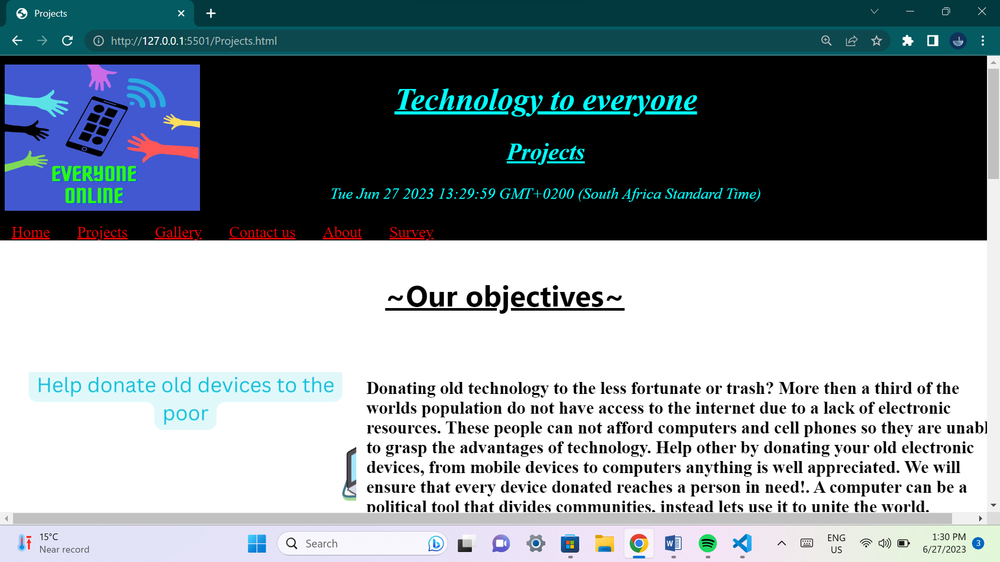 Projects
http://127.0.0.1:5501/Projects.html
EVERYONE
ONLINE
Technology to everyone
Projects
Tue Jun 27 2023 13:29:59 GMT+0200 (South Africa Standard Time)
Home Projects Gallery Contact us About Survey
~Our objectives~
Help donate old devices to the
poor
Donating old technology to the less fortunate or trash? More then a third of the
worlds population do not have access to the internet due to a lack of electronic
resources. These people can not afford computers and cell phones so they are unabl
to grasp the advantages of technology. Help other by donating your old electronic
devices, from mobile devices to computers anything is well appreciated. We will
ensure that every device donated reaches a person in need!. A computer can be a
political tool that divides communities, instead lets use it to unite the world.
15°C
Near record
Search
ENG
US
1:30 PM
6/27/2023
3